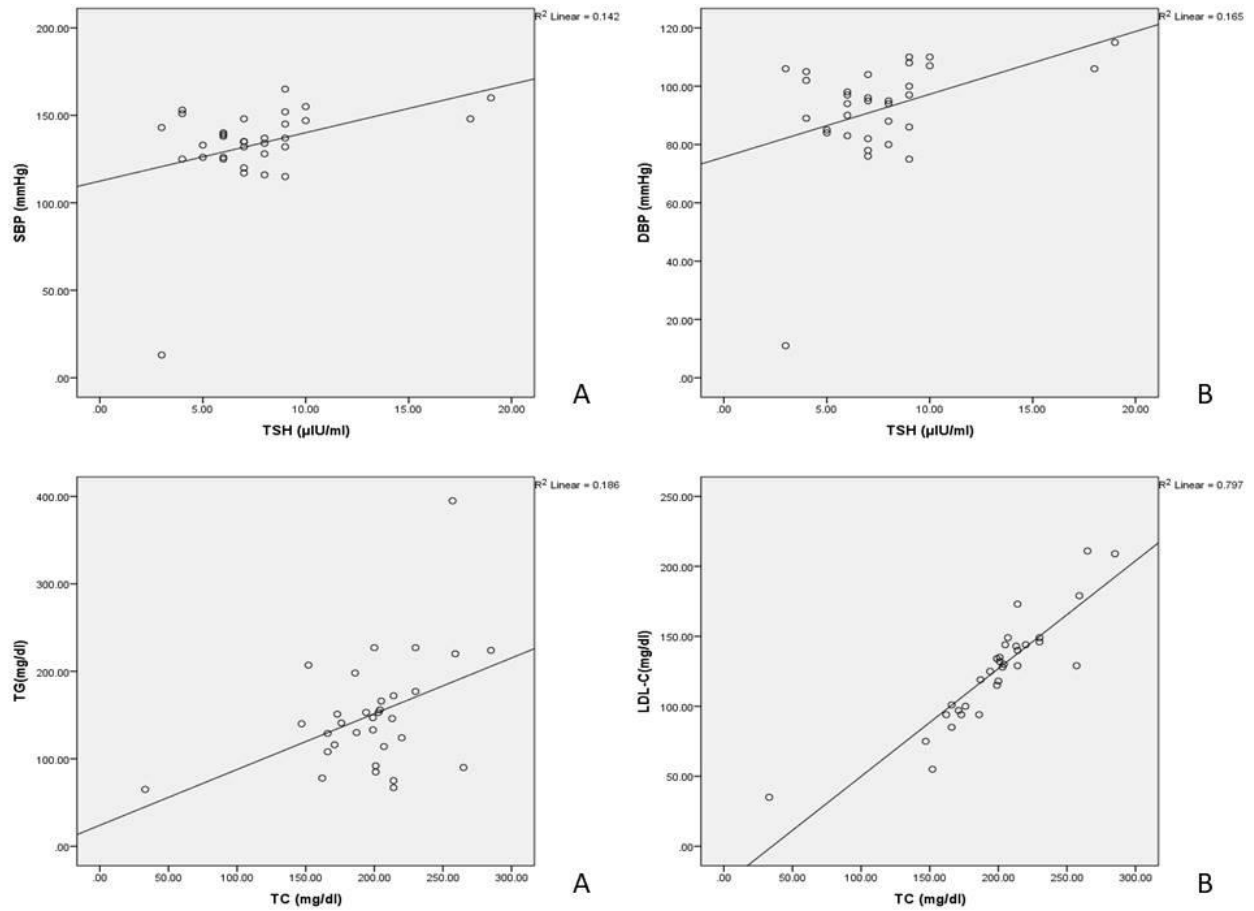 R² Linear = 0.142
200.00
150.00
100.00
50.00
.00
SBP (mmHg)
.00 5.00 10.00 15.00 20.00
TSH (µIU/ml)
A
R² Linear = 0.165
120.00
100.00
80.00
60.00
40.00
20.00
.00
DBP (mmHg)
.00 5.00 10.00 15.00 20.00
TSH (µIU/ml)
B
R² Linear = 0.186
400.00
300.00
200.00
100.00
.00
TG(mg/dl)
.00 50.00 100.00 150.00 200.00 250.00 300.00
TC (mg/dl)
A
R² Linear = 0.797
250.00
200.00
150.00
100.00
50.00
.00
LDL-C(mg/dl)
.00 50.00 100.00 150.00 200.00 250.00 300.00
TC (mg/dl)
B